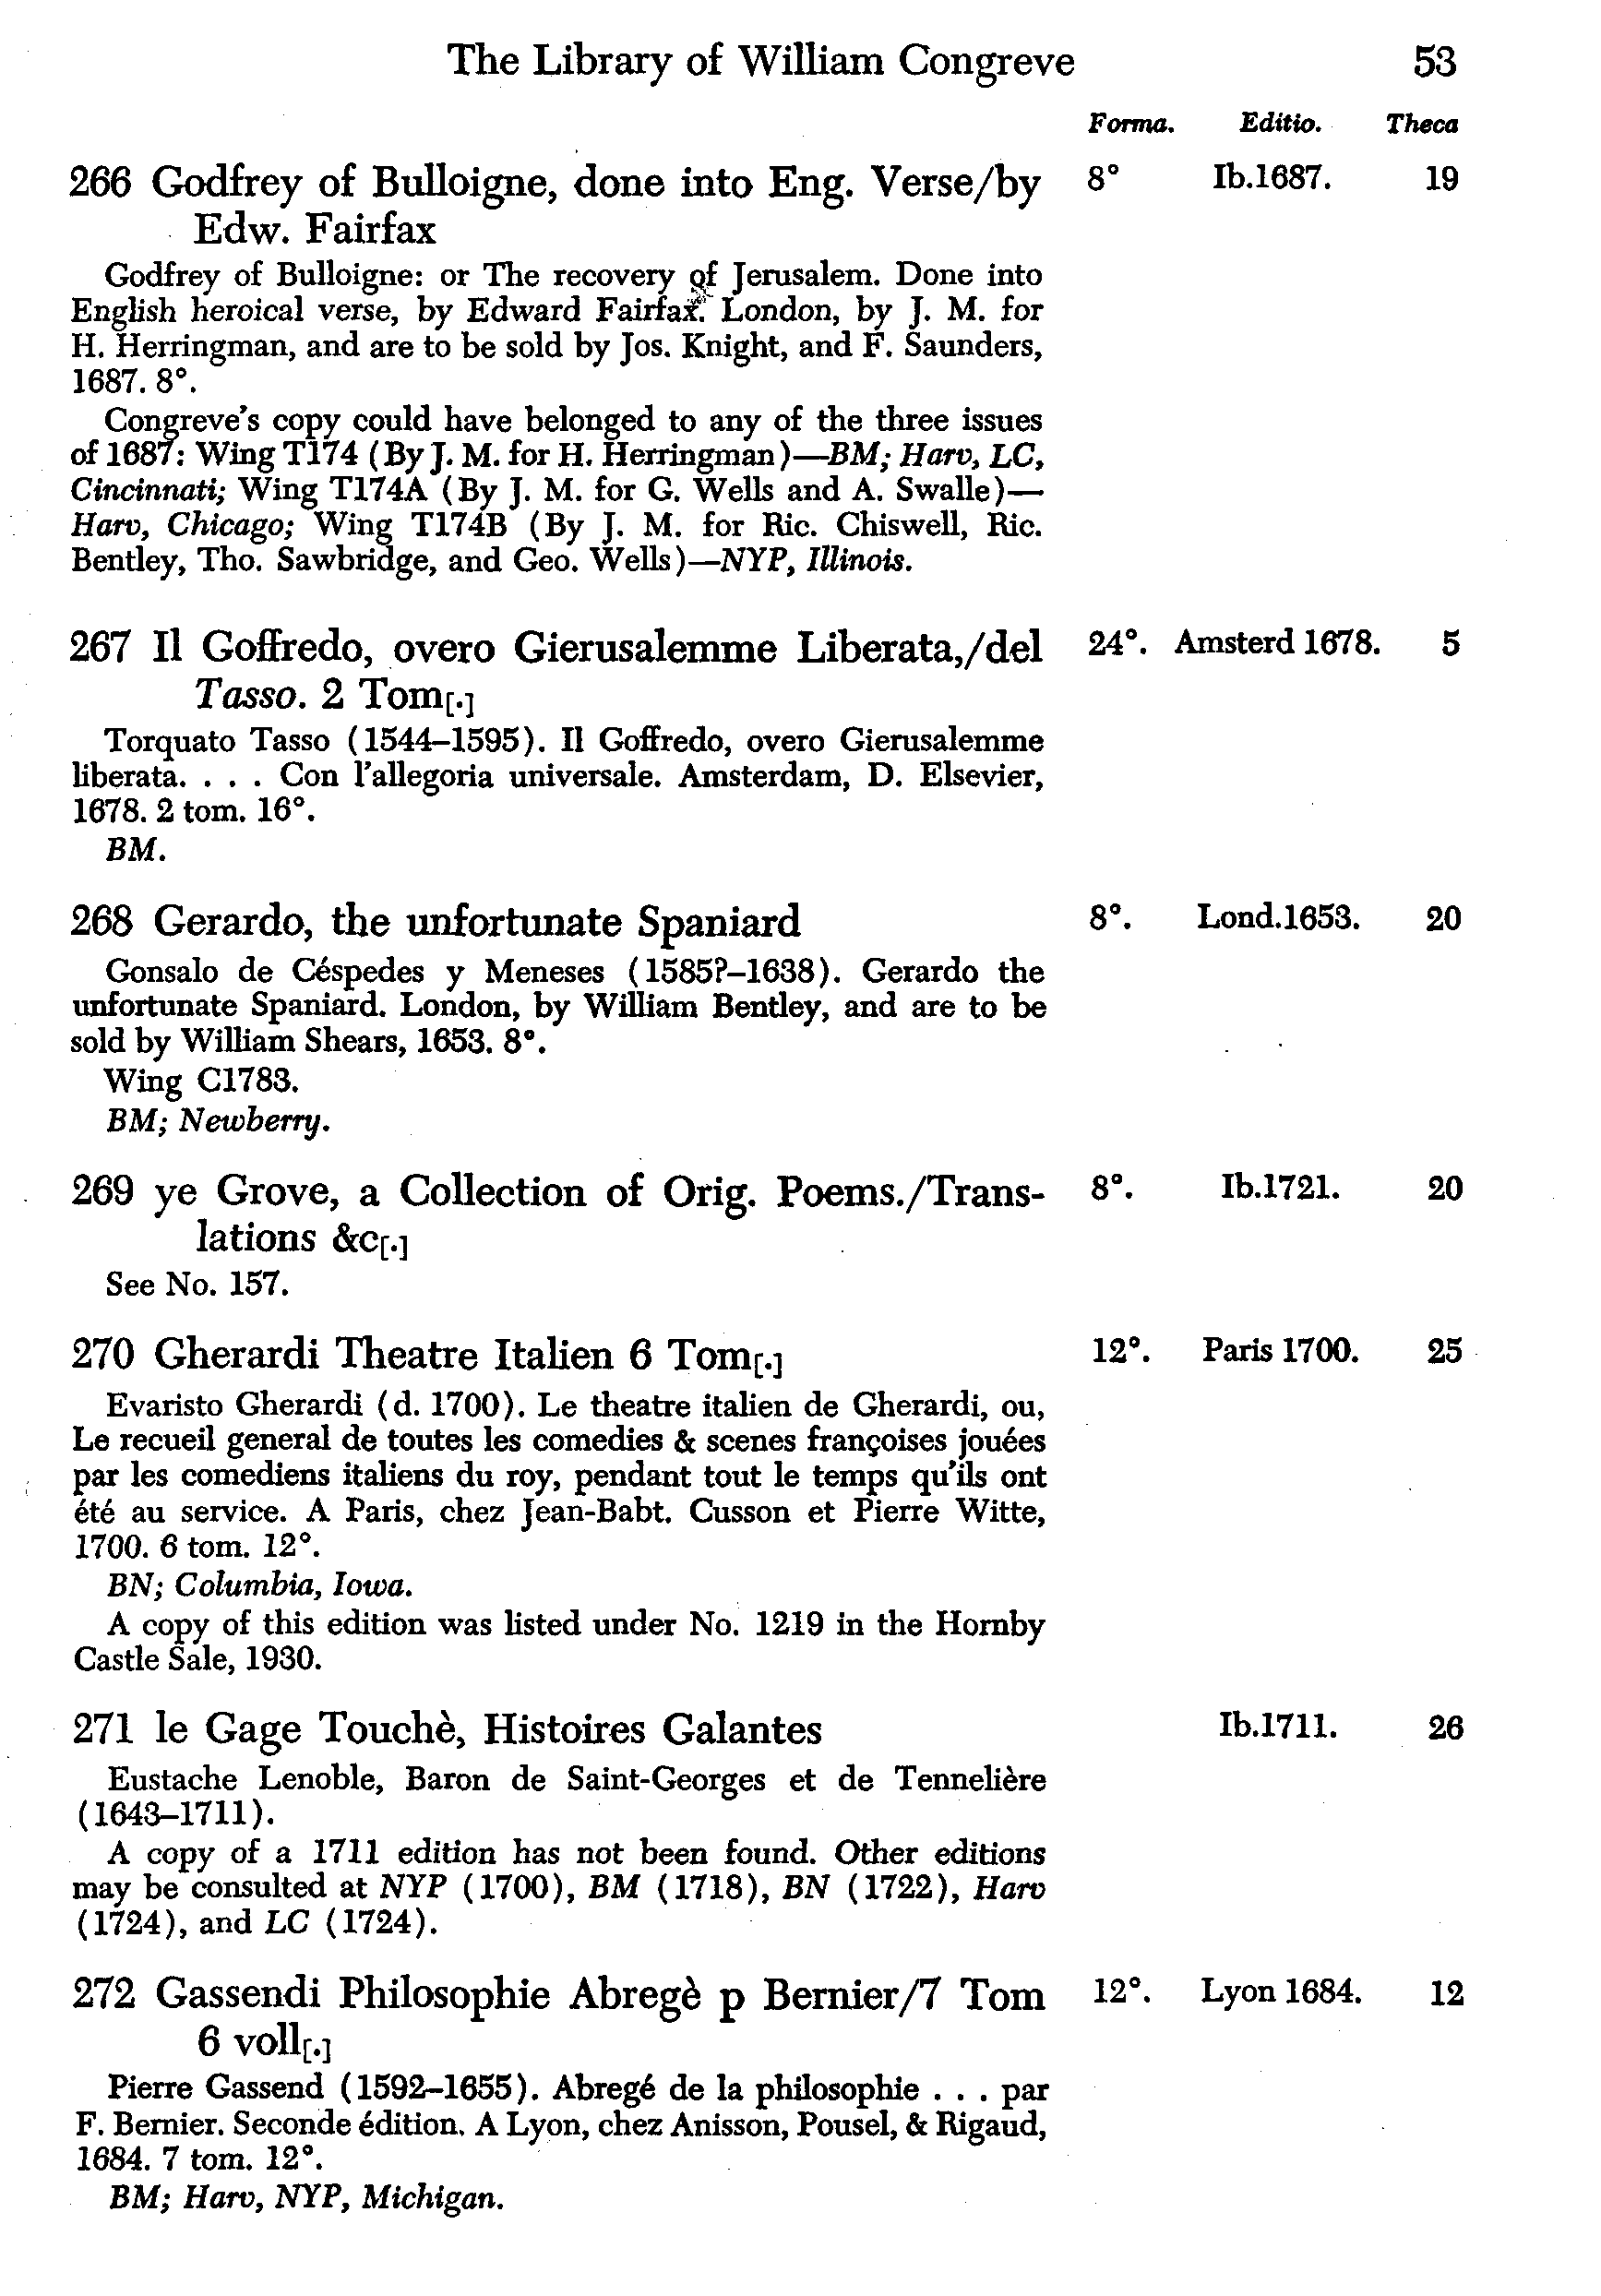 The Library of William Congreve 53
Forma. Editio. Theca
266 Godfrey of Bulloigne, done into Eng. Verse/by 8° Ib.1687. 19
Edw. Fairfax
Godfrey of Bulloigne: or The recovery of Jerusalem. Done into
English heroical verse, by Edward Fairfax. London, by J. M. for
H. Herringman, and are to be sold by Jos. Knight, and F. Saunders,
1687. 8°.
Congreve's copy could have belonged to any of the three issues
of 1687: Wing T174 (By J. M. for H. Herringman)—BM; Harv, LC,
Cincinnati; Wing T174A (By J. M. for G. Wells and A. Swalle)—
Harv, Chicago; Wing T174B (By J. M. for Ric. Chiswell, Ric.
Bentley, Tho. Sawbridge, and Geo. Wells)—NYP, Illinois.
267 Il Goffredo, overo Gierusalemme Liberata,/del 24°. Amsterd 1678. 5
Tasso. 2 Tom[.]
Torquato Tasso (1544–1595). Il Goffredo, overo Gierusalemme
liberata. . . . Con l'allegoria universale. Amsterdam, D. Elsevier,
1678. 2 tom. 16°.
BM.
268 Gerardo, the unfortunate Spaniard 8°. Lond.1653. 20
Gonsalo de Céspedes y Meneses (1585?–1638). Gerardo the
unfortunate Spaniard. London, by William Bentley, and are to be
sold by William Shears, 1653. 8°.
Wing C1783.
BM; Newberry.
269 ye Grove, a Collection of Orig. Poems./Trans- 8°. Ib.1721. 20
lations &c[.]
See No. 157.
270 Gherardi Theatre Italien 6 Tom[.] 12°. Paris 1700. 25
Evaristo Gherardi (d. 1700). Le theatre italien de Gherardi, ou,
Le recueil general de toutes les comedies & scenes françoises jouées
par les comediens italiens du roy, pendant tout le temps qu'ils ont
été au service. A Paris, chez Jean-Babt. Cusson et Pierre Witte,
1700. 6 tom. 12°.
BN; Columbia, Iowa.
A copy of this edition was listed under No. 1219 in the Hornby
Castle Sale, 1930.
271 le Gage Touchè, Histoires Galantes Ib.1711. 26
Eustache Lenoble, Baron de Saint-Georges et de Tennelière
(1643–1711).
A copy of a 1711 edition has not been found. Other editions
may be consulted at NYP (1700), BM (1718), BN (1722), Harv
(1724), and LC (1724).
272 Gassendi Philosophie Abregè p Bernier/7 Tom 12°. Lyon 1684. 12
6 voll[.]
Pierre Gassend (1592–1655). Abregé de la philosophie . . . par
F. Bernier. Seconde édition. A Lyon, chez Anisson, Pousel, & Rigaud,
1684. 7 tom. 12°.
BM; Harv, NYP, Michigan.